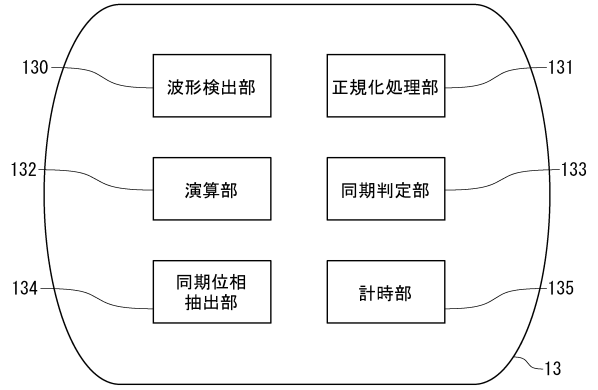 130
波形検出部
正規化処理部
131
132
演算部
同期判定部
133
134
同期位相
抽出部
計時部
135
13